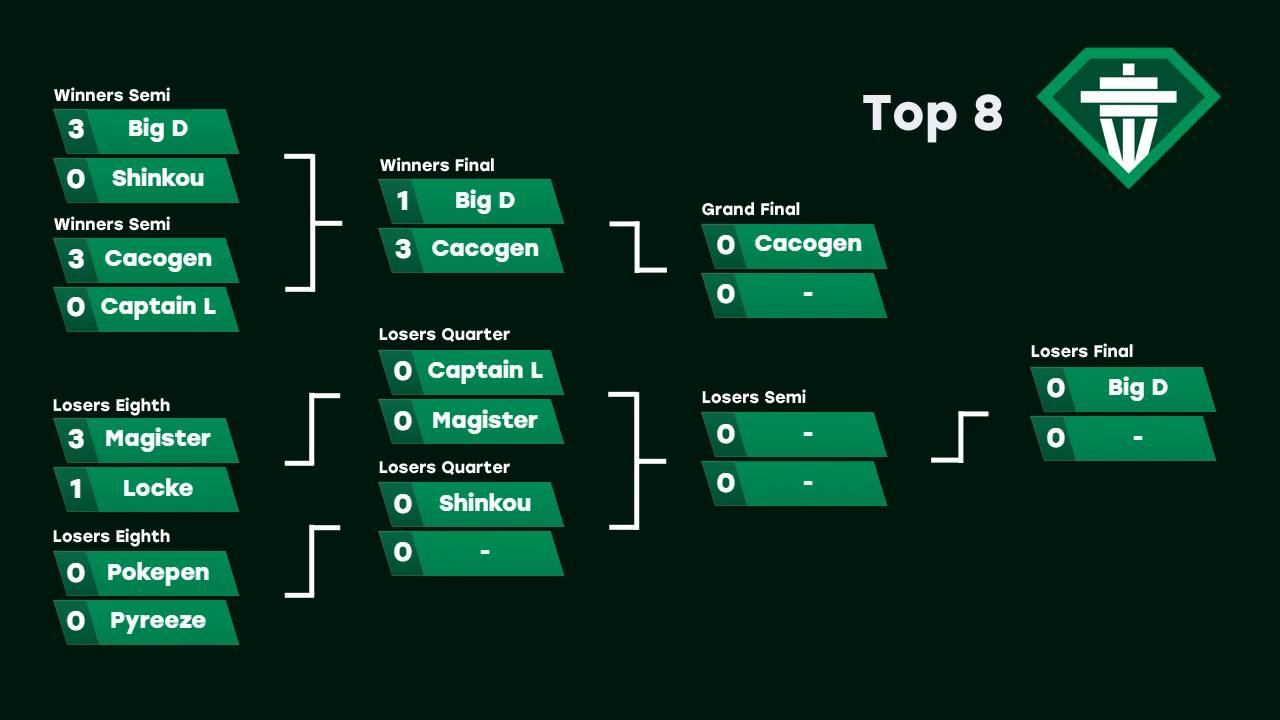 Top 8
Winners Semi
3 Big D
0 Shinkou
Winners Semi
3 Cacogen
0 Captain L
Losers Eighth
3 Magister
1 Locke
Losers Eighth
0 Pokepen
0 Pyreeze
Winners Final
1 Big D
3 Cacogen
Losers Quarter
0 Captain L
0 Magister
Losers Quarter
0 Shinkou
0 -
Grand Final
0 Cacogen
0 -
Losers Semi
0 -
0 -
Losers Final
0 Big D
0 -